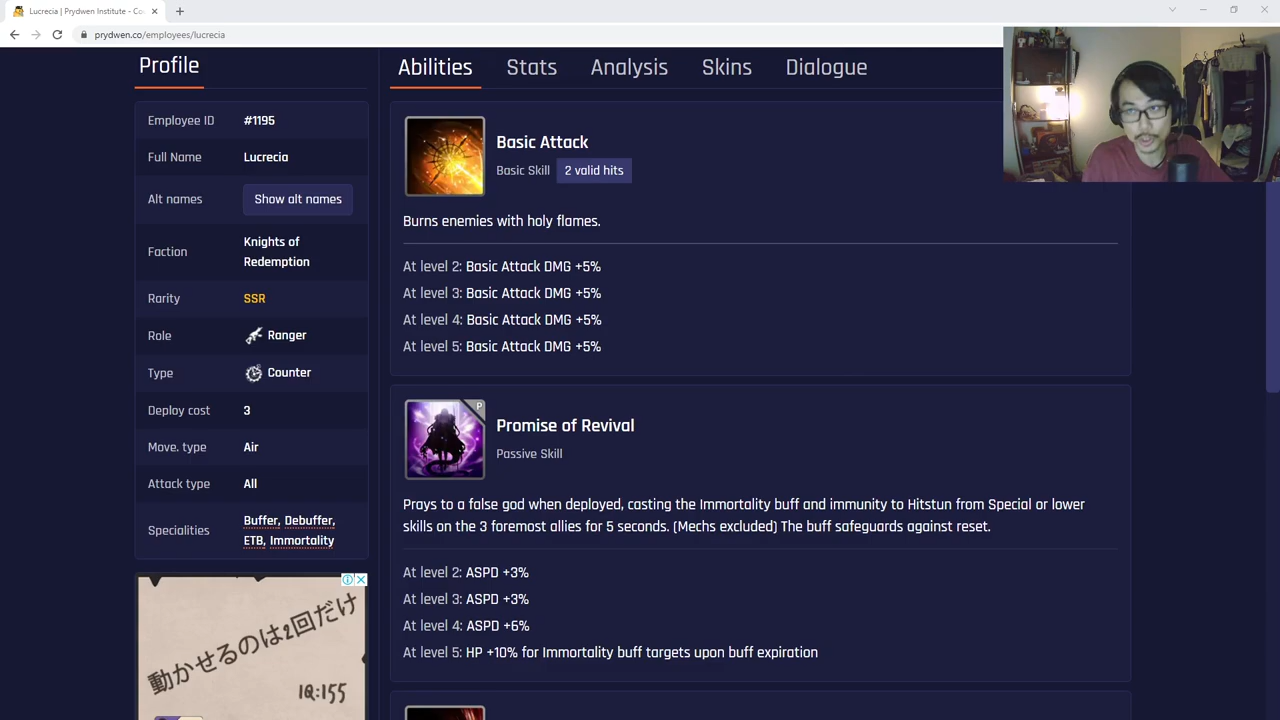 Lucrecia | Prydwen Institute - Co
prydwen.co/employees/lucrecia
Profile
Employee ID #1195
Full Name Lucrecia
Alt names Show alt names
Faction Knights of
Redemption
Rarity SSR
Role Ranger
Type Counter
Deploy cost 3
Move. type Air
Attack type All
Specialities Buffer, Debuffer,
ETB, Immortality
動かせるのは2回だけ
IQ:155
Abilities Stats Analysis Skins Dialogue
Basic Attack
Basic Skill 2 valid hits
Burns enemies with holy flames.
At level 2: Basic Attack DMG +5%
At level 3: Basic Attack DMG +5%
At level 4: Basic Attack DMG +5%
At level 5: Basic Attack DMG +5%
P
Promise of Revival
Passive Skill
Prays to a false god when deployed, casting the Immortality buff and immunity to Hitstun from Special or lower
skills on the 3 foremost allies for 5 seconds. (Mechs excluded) The buff safeguards against reset.
At level 2: ASPD +3%
At level 3: ASPD +3%
At level 4: ASPD +6%
At level 5: HP +10% for Immortality buff targets upon buff expiration